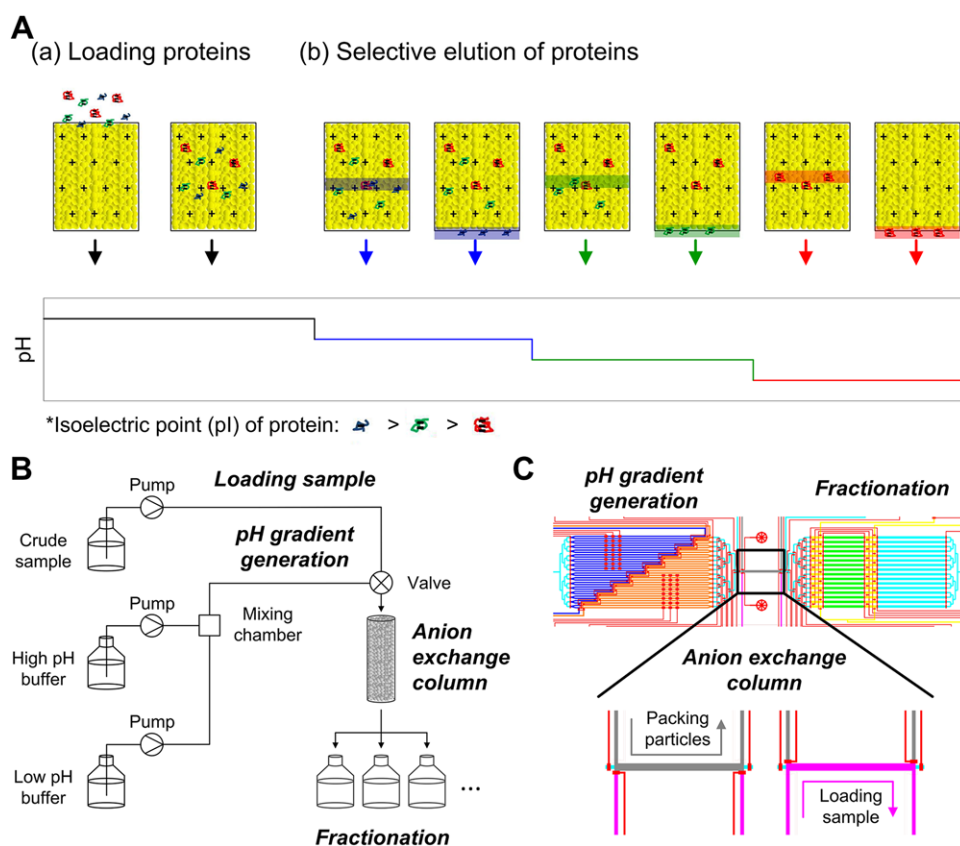 A
(a) Loading proteins
(b) Selective elution of proteins
pH
*Isoelectric point (pI) of protein: > >
B
Loading sample
Pump
Crude
sample
pH gradient
generation
Valve
Pump
Mixing
chamber
High pH
buffer
Anion
exchange
column
Pump
Low pH
buffer
...
Fractionation
C
pH gradient
generation
Fractionation
Anion exchange
column
Packing
particles
Loading
sample